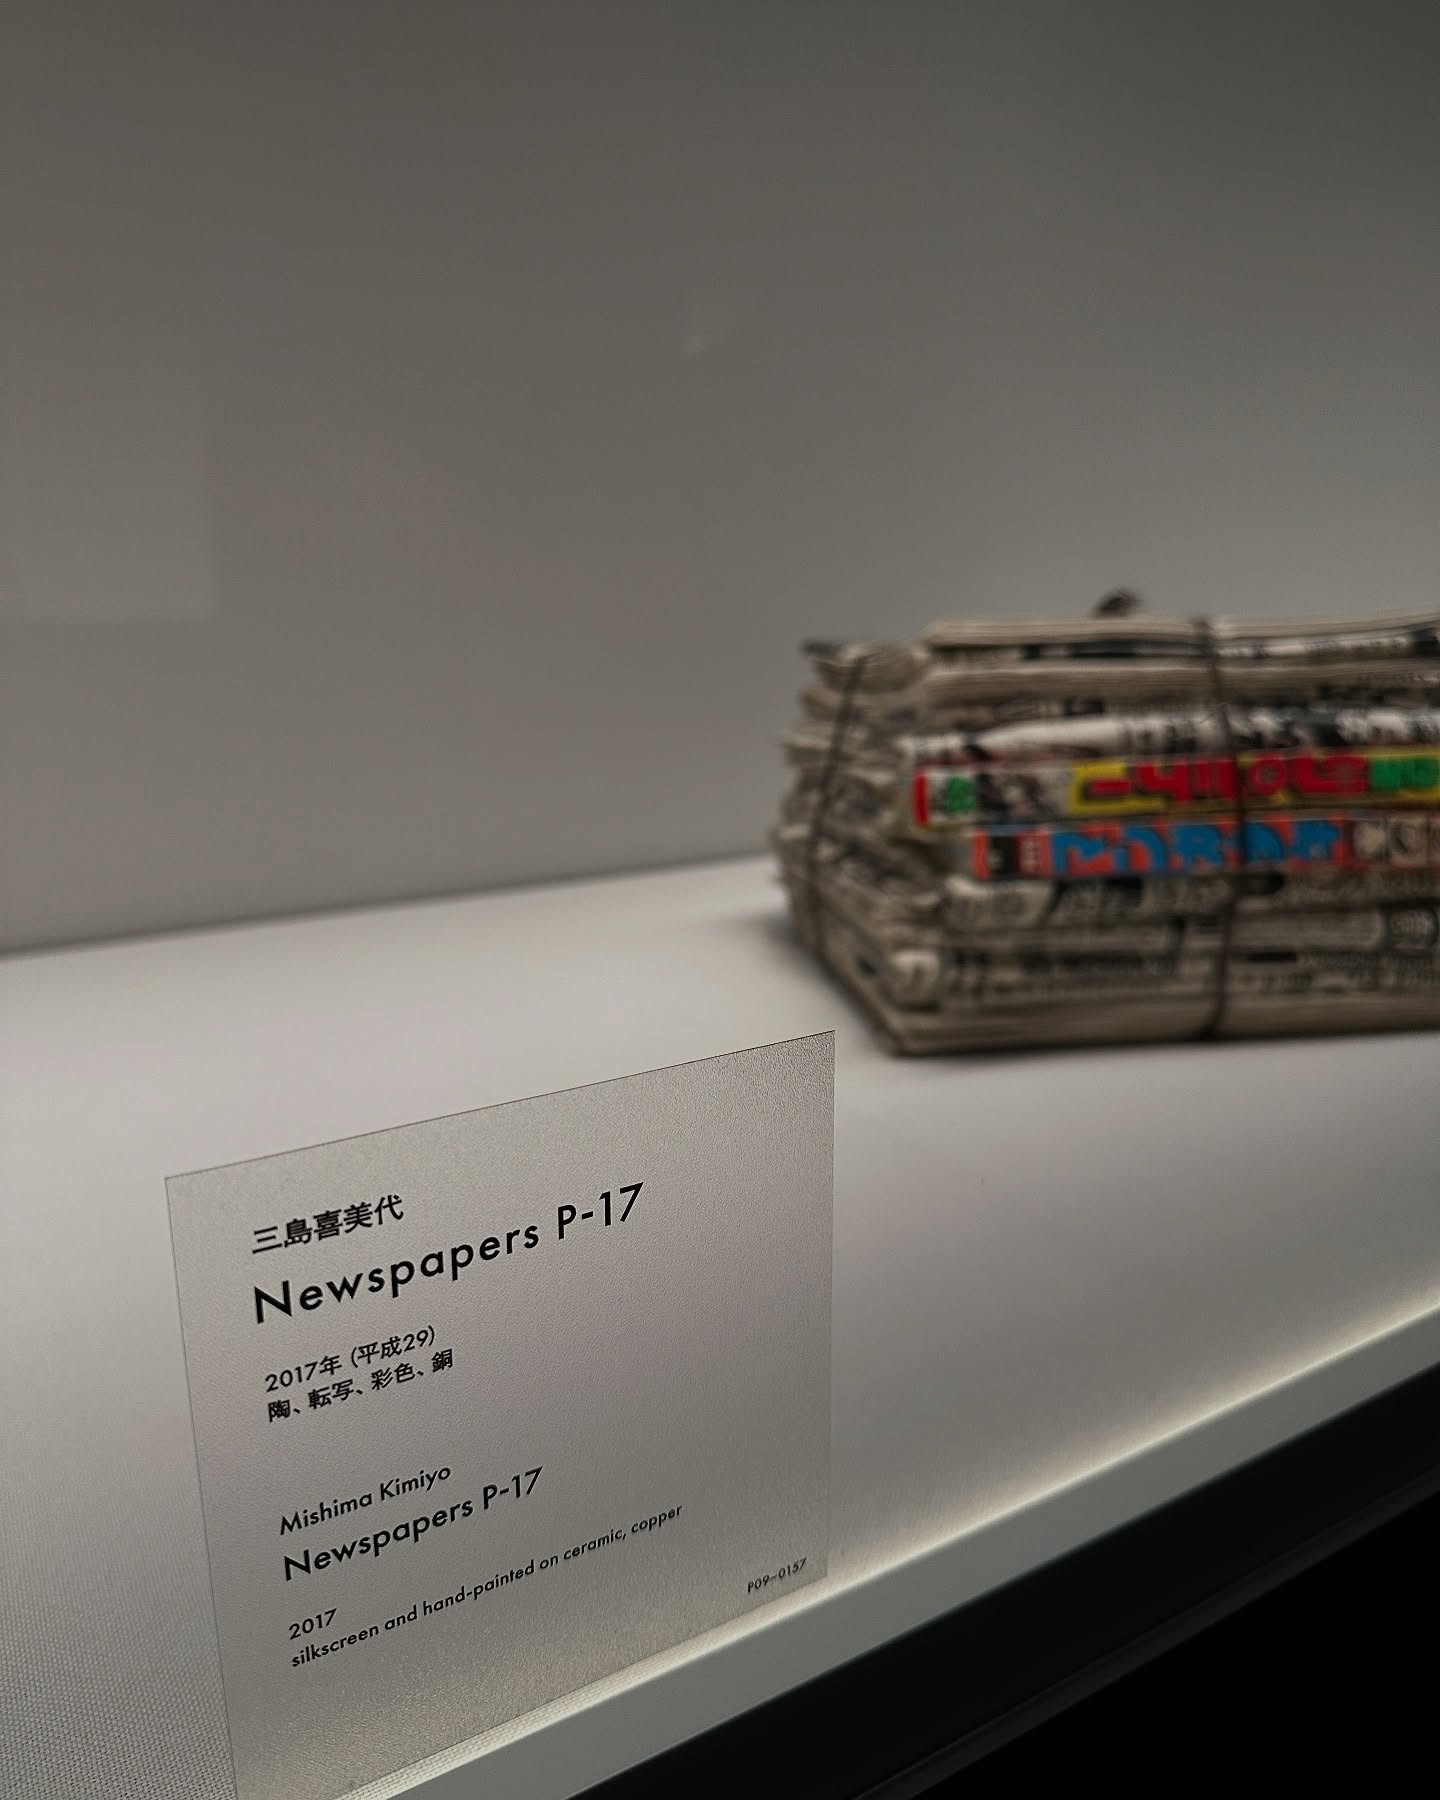 三島喜美代
Newspapers P-17
2017年 (平成29)
陶、転写、彩色、銅
Mishima Kimiyo
Newspapers P-17
2017
silkscreen and hand-painted on ceramic, copper
P09-0157